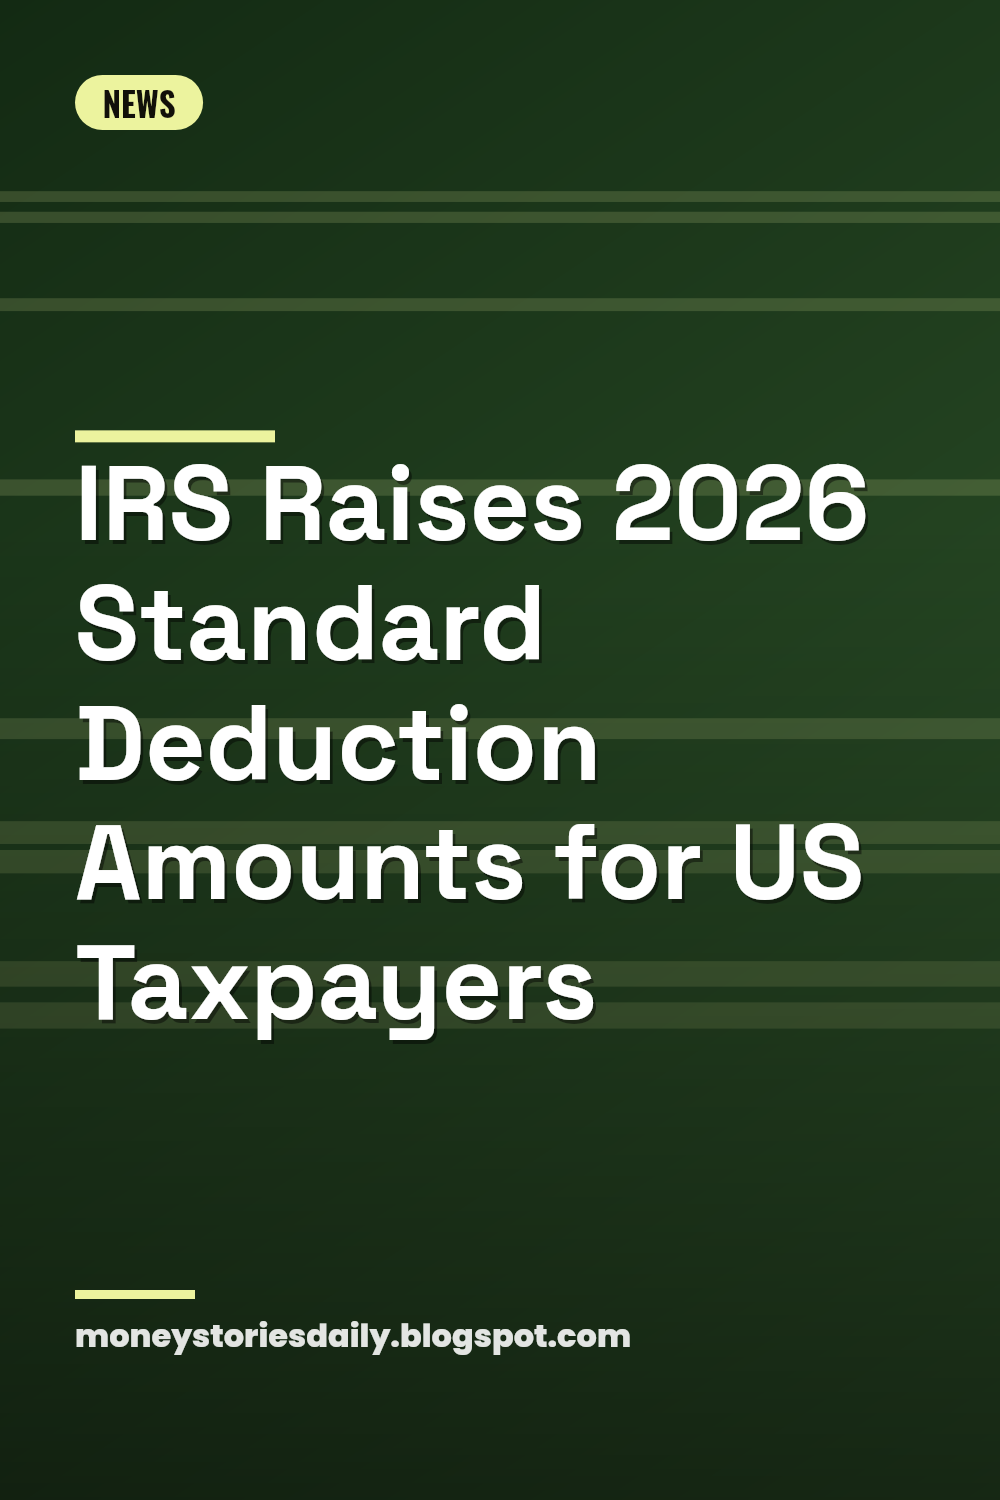 NEWS
IRS Raises 2026
Standard
Deduction
Amounts for US
Taxpayers
moneystoriesdaily.blogspot.com